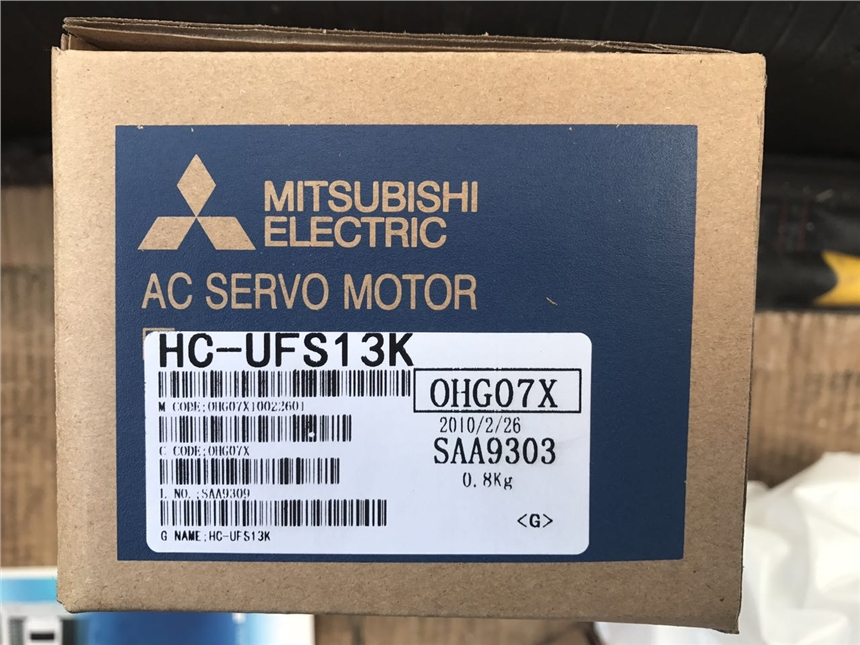 MITSUBISHI
ELECTRIC
AC SERVO MOTOR
HC-UFS13K
OHG07X
M CODE;OHG07X10022601
2010/2/26
C CODE;OHG07X
SAA9303
0.8Kg
L NO.;SAA9309
<G>
G NAME;HC-UFS13K